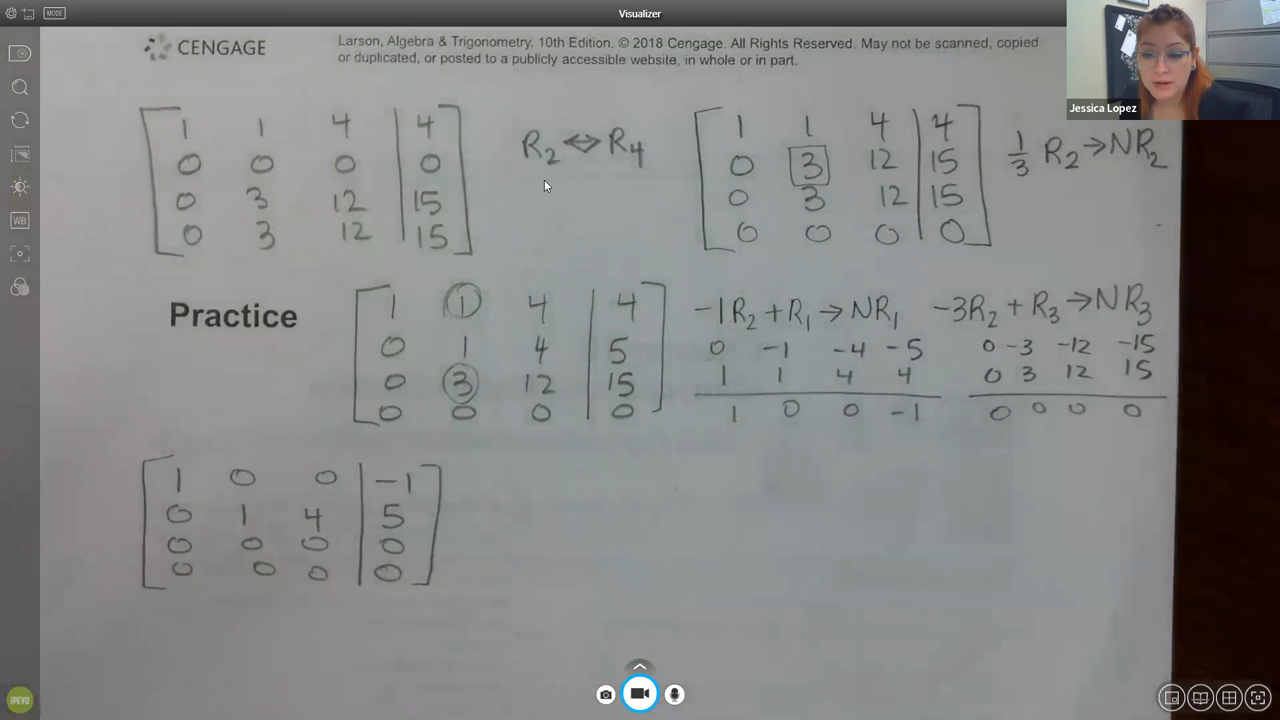 MODE
Visualizer
CENGAGE
Larson, Algebra & Trigonometry, 10th Edition. © 2018 Cengage. All Rights Reserved. May not be scanned, copied
or duplicated, or posted to a publicly accessible website, in whole or in part.
Jessica Lopez
WB
1 1 4 | 4
0 0 0 | 0
0 3 12 | 15
0 3 12 | 15
R₂ ⇔ R₄
1 1 4 | 4
0 3 12 | 15
0 3 12 | 15
0 0 0 | 0
1/3 R₂ → NR₂
Practice
1 1 4 | 4
0 1 4 | 5
0 3 12 | 15
0 0 0 | 0
-1R₂ + R₁ → NR₁
0 -1 -4 -5
1 1 4 4
1 0 0 -1
-3R₂ + R₃ → NR₃
0 -3 -12 -15
0 3 12 15
0 0 0 0
1 0 0 | -1
0 1 4 | 5
0 0 0 | 0
0 0 0 | 0
IPEVO